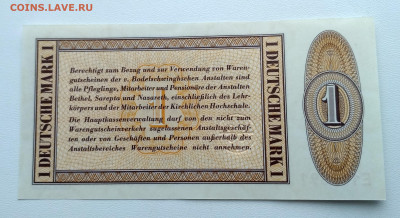 COINS.LAVE.RU
1 DEUTSCHE MARK 1
Berechtigt zum Bezug und zur Verwendung von Waren-
gutscheinen der v. Bodelschwinghschen Anstalten sind
alle Pfleglinge, Mitarbeiter und Pensionäre der Anstalten
Bethel, Sarepta und Nazareth, einschließlich des Lehr-
körpers und der Mitarbeiter der Kirchlichen Hochschule.
Die Hauptkassenverwaltung darf von den nicht zum
Warengutscheinverkehr zugelassenen Anstaltsgeschäf-
ten oder von Geschäften und Personen außerhalb des
Anstaltsbereiches Warengutscheine nicht annehmen.
1
1 DEUTSCHE MARK 1
1